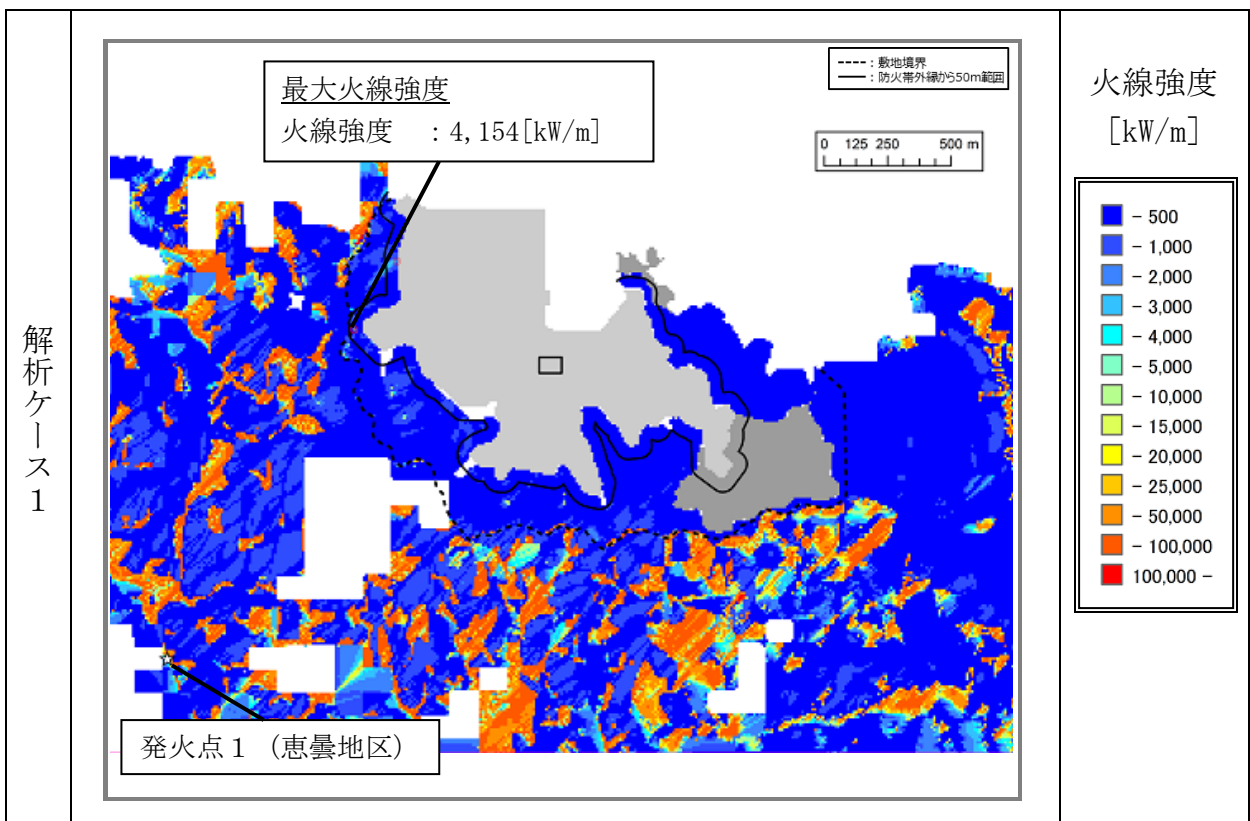 解析ケース１
最大火線強度
火線強度　：4,154[kW/m]
----：敷地境界
──：防火帯外縁から50m範囲
0 125 250 500 m
発火点１（恵曇地区）
火線強度
[kW/m]
- 500
- 1,000
- 2,000
- 3,000
- 4,000
- 5,000
- 10,000
- 15,000
- 20,000
- 25,000
- 50,000
- 100,000
100,000 -